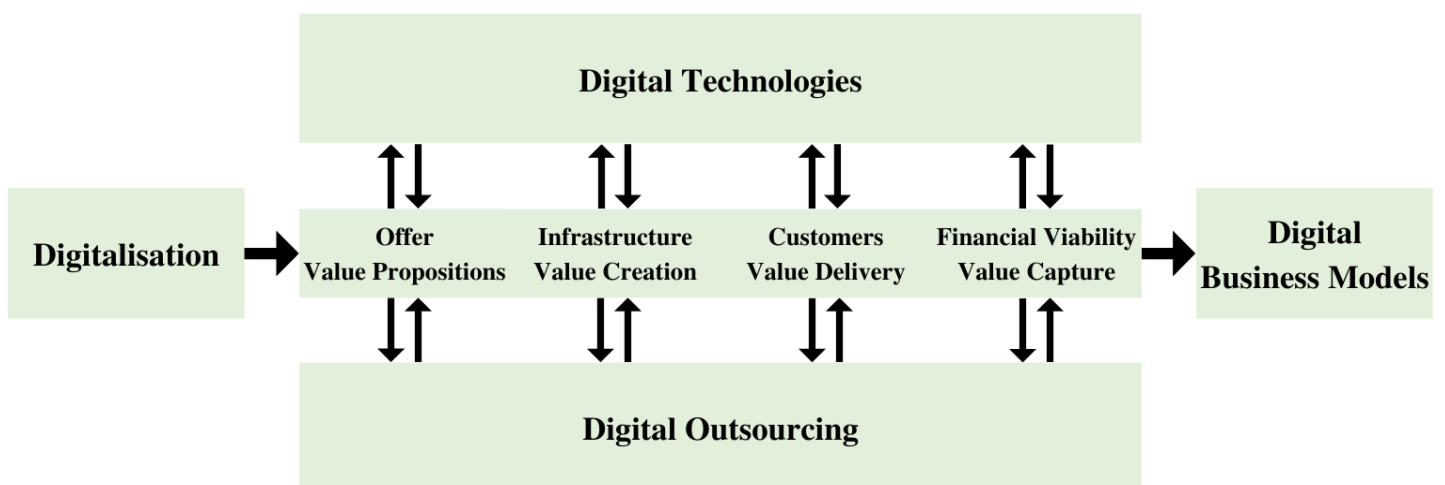 Digital Technologies
Digitalisation
Offer
Value Propositions
Infrastructure
Value Creation
Customers
Value Delivery
Financial Viability
Value Capture
Digital
Business Models
Digital Outsourcing